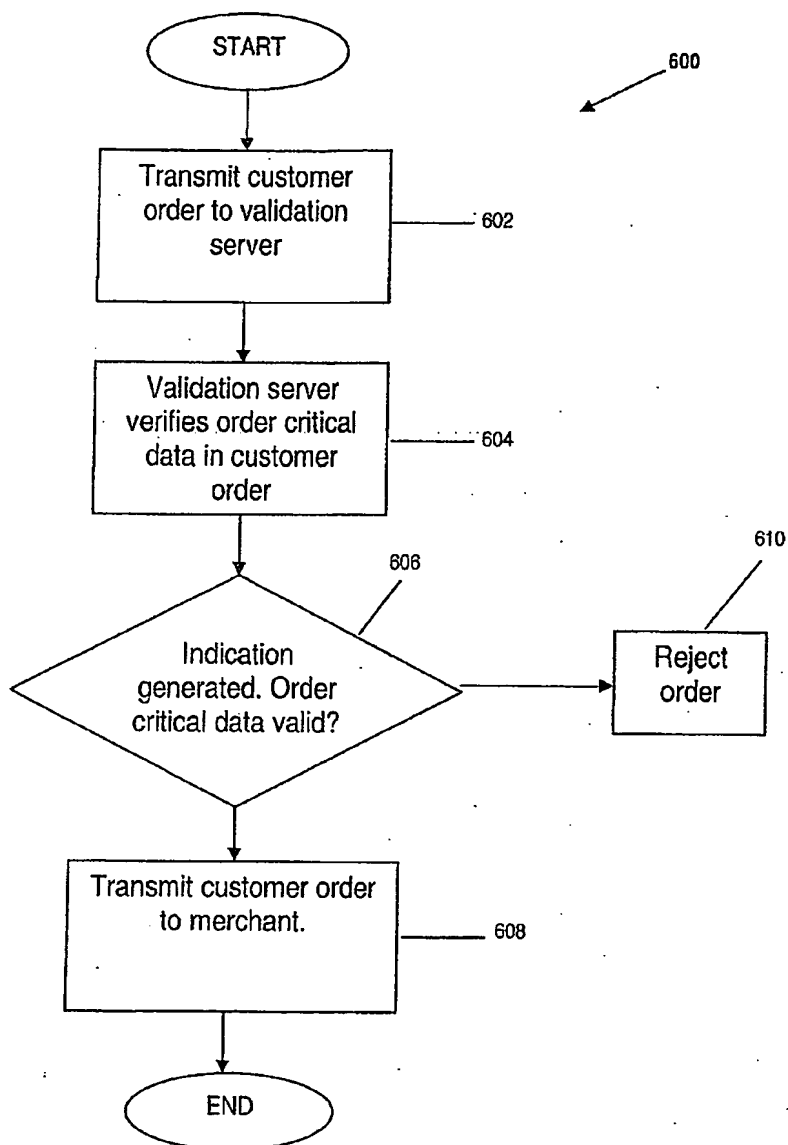 START
600
Transmit customer
order to validation
server
602
Validation server
verifies order critical
data in customer
order
604
606
610
Indication
generated. Order
critical data valid?
Reject
order
Transmit customer order
to merchant.
608
END